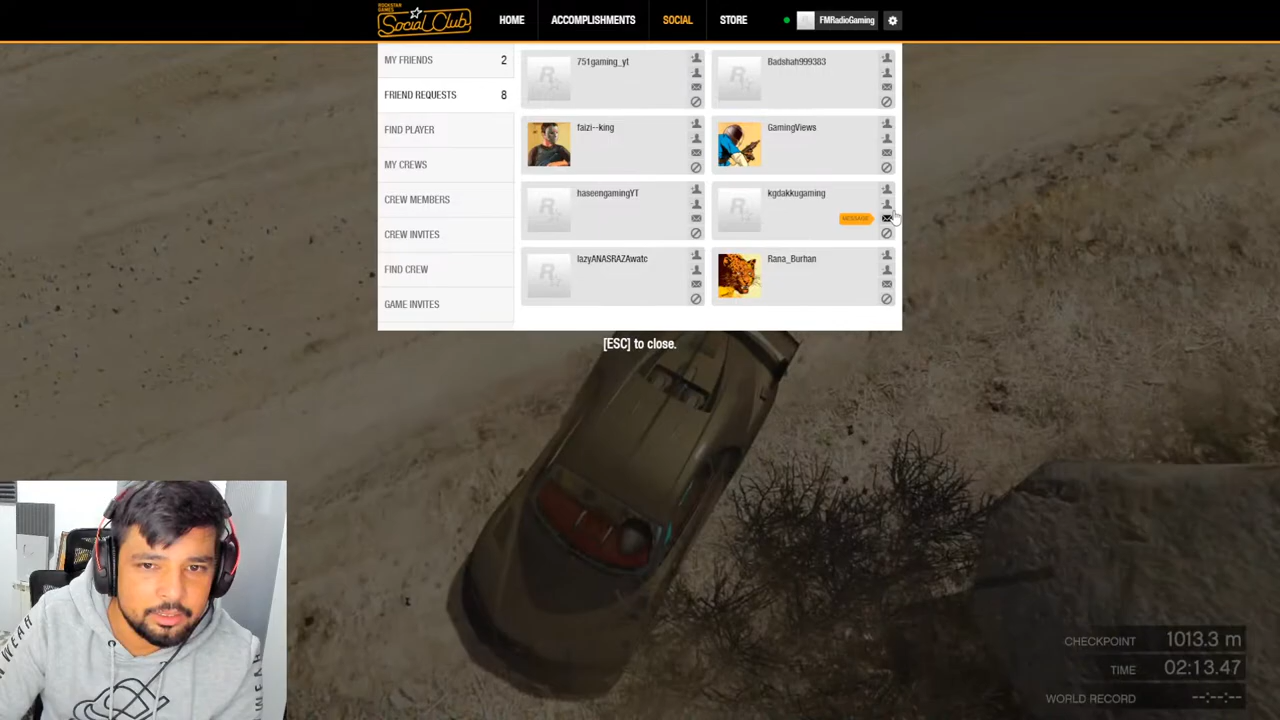 ROCKSTAR GAMES
Social Club
HOME
ACCOMPLISHMENTS
SOCIAL
STORE
FMRadioGaming
MY FRIENDS 2
FRIEND REQUESTS 8
FIND PLAYER
MY CREWS
CREW MEMBERS
CREW INVITES
FIND CREW
GAME INVITES
751gaming_yt
Badshah999383
faizi--king
GamingViews
haseengamingYT
kgdakkugaming
MESSAGE
lazyANASRAZAwatc
Rana_Burhan
[ESC] to close.
CHECKPOINT 1013.3 m
TIME 02:13.47
WORLD RECORD --:--:--